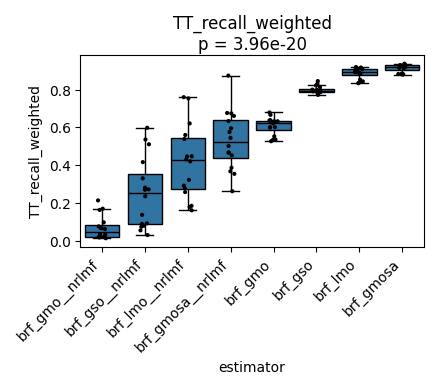 TT_recall_weighted
p = 3.96e-20
TT_recall_weighted
0.8
0.6
0.4
0.2
0.0
brf_gmo__nrlmf
brf_gso__nrlmf
brf_lmo__nrlmf
brf_gmosa__nrlmf
brf_gmo
brf_gso
brf_lmo
brf_gmosa
estimator